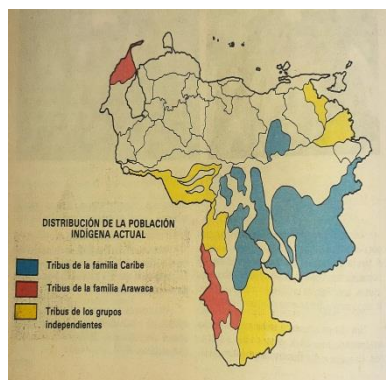 DISTRIBUCIÓN DE LA POBLACIÓN
INDÍGENA ACTUAL
Tribus de la familia Caribe
Tribus de la familia Arawaca
Tribus de los grupos
independientes